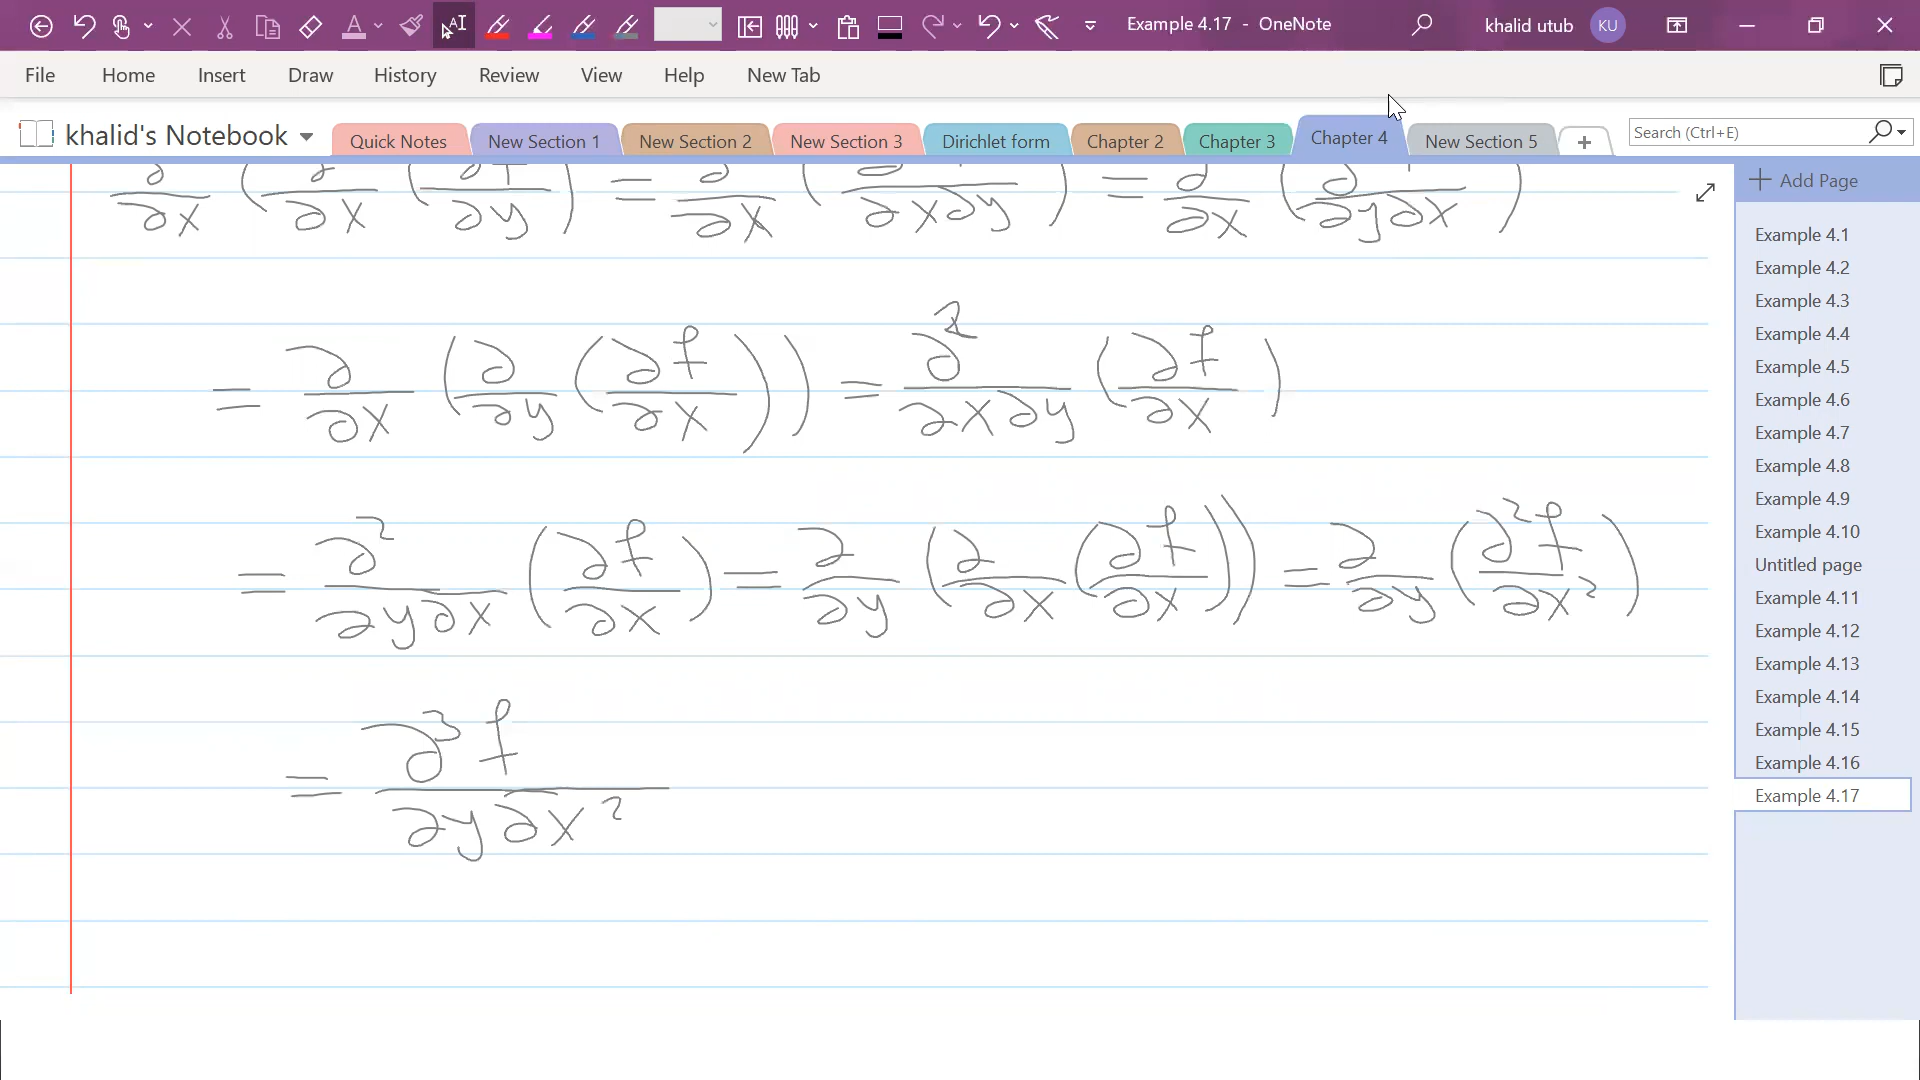 Example 4.17 - OneNote
khalid utub
KU
File Home Insert Draw History Review View Help New Tab
khalid's Notebook
Quick Notes New Section 1 New Section 2 New Section 3 Dirichlet form Chapter 2 Chapter 3 Chapter 4 New Section 5 +
Search (Ctrl+E)
Add Page
Example 4.1
Example 4.2
Example 4.3
Example 4.4
Example 4.5
Example 4.6
Example 4.7
Example 4.8
Example 4.9
Example 4.10
Untitled page
Example 4.11
Example 4.12
Example 4.13
Example 4.14
Example 4.15
Example 4.16
Example 4.17
∂/∂x (∂/∂x (∂f/∂y) = ∂/∂x (∂²f/∂x∂y) = ∂/∂x (∂²f/∂y∂x)
= ∂/∂x (∂/∂y (∂f/∂x)) = ∂²/∂x∂y (∂f/∂x)
= ∂²/∂y∂x (∂f/∂x) = ∂/∂y (∂/∂x (∂f/∂x)) = ∂/∂y (∂²f/∂x²)
= ∂³f/∂y∂x²